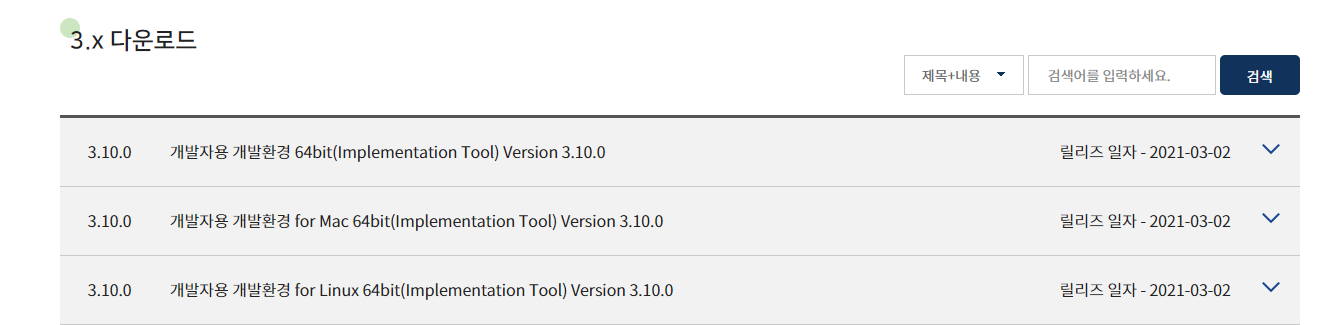 3.x 다운로드
제목+내용 검색어를 입력하세요. 검색
3.10.0 개발자용 개발환경 64bit(Implementation Tool) Version 3.10.0 릴리즈 일자 - 2021-03-02
3.10.0 개발자용 개발환경 for Mac 64bit(Implementation Tool) Version 3.10.0 릴리즈 일자 - 2021-03-02
3.10.0 개발자용 개발환경 for Linux 64bit(Implementation Tool) Version 3.10.0 릴리즈 일자 - 2021-03-02